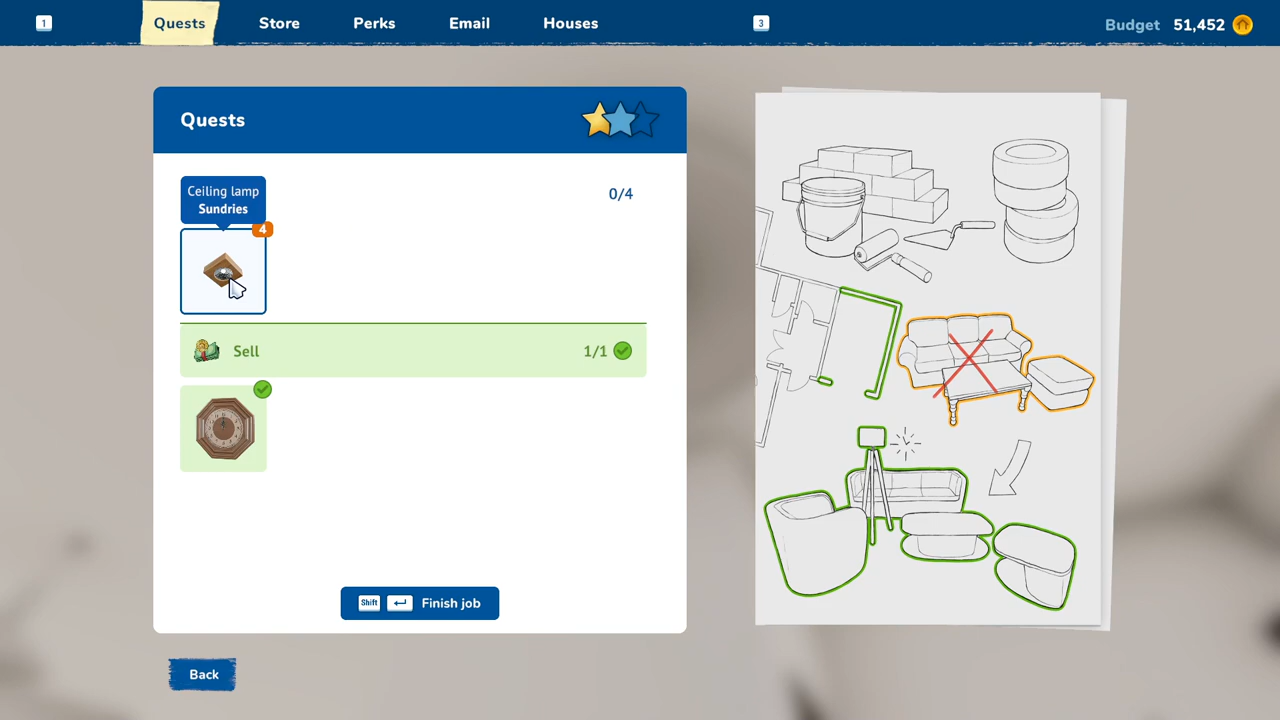 1 Quests Store Perks Email Houses 3 Budget 51,452
Quests
Ceiling lamp
Sundries
0/4
4
Sell 1/1
Shift Finish job
Back